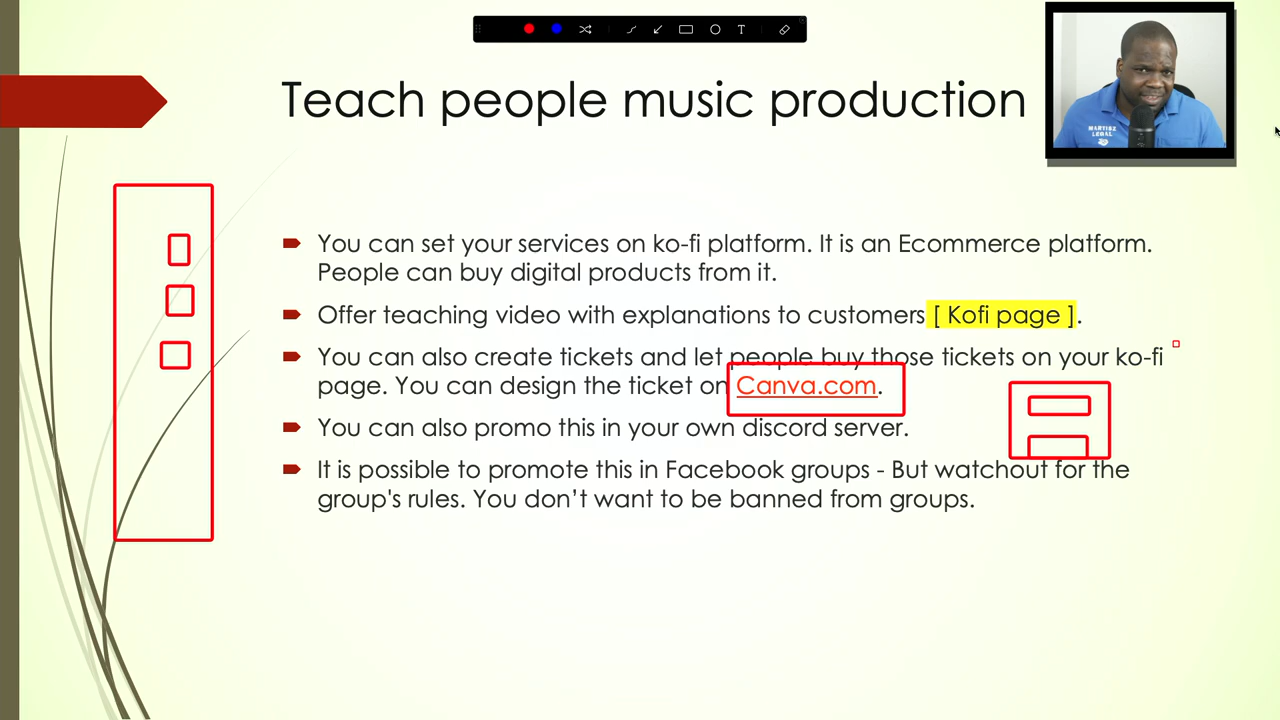 T
Teach people music production
MARTISE
LEGAL
You can set your services on ko-fi platform. It is an Ecommerce platform.
People can buy digital products from it.
Offer teaching video with explanations to customers [ Kofi page ].
You can also create tickets and let people buy those tickets on your ko-fi
page. You can design the ticket on Canva.com.
You can also promo this in your own discord server.
It is possible to promote this in Facebook groups - But watchout for the
group's rules. You don’t want to be banned from groups.